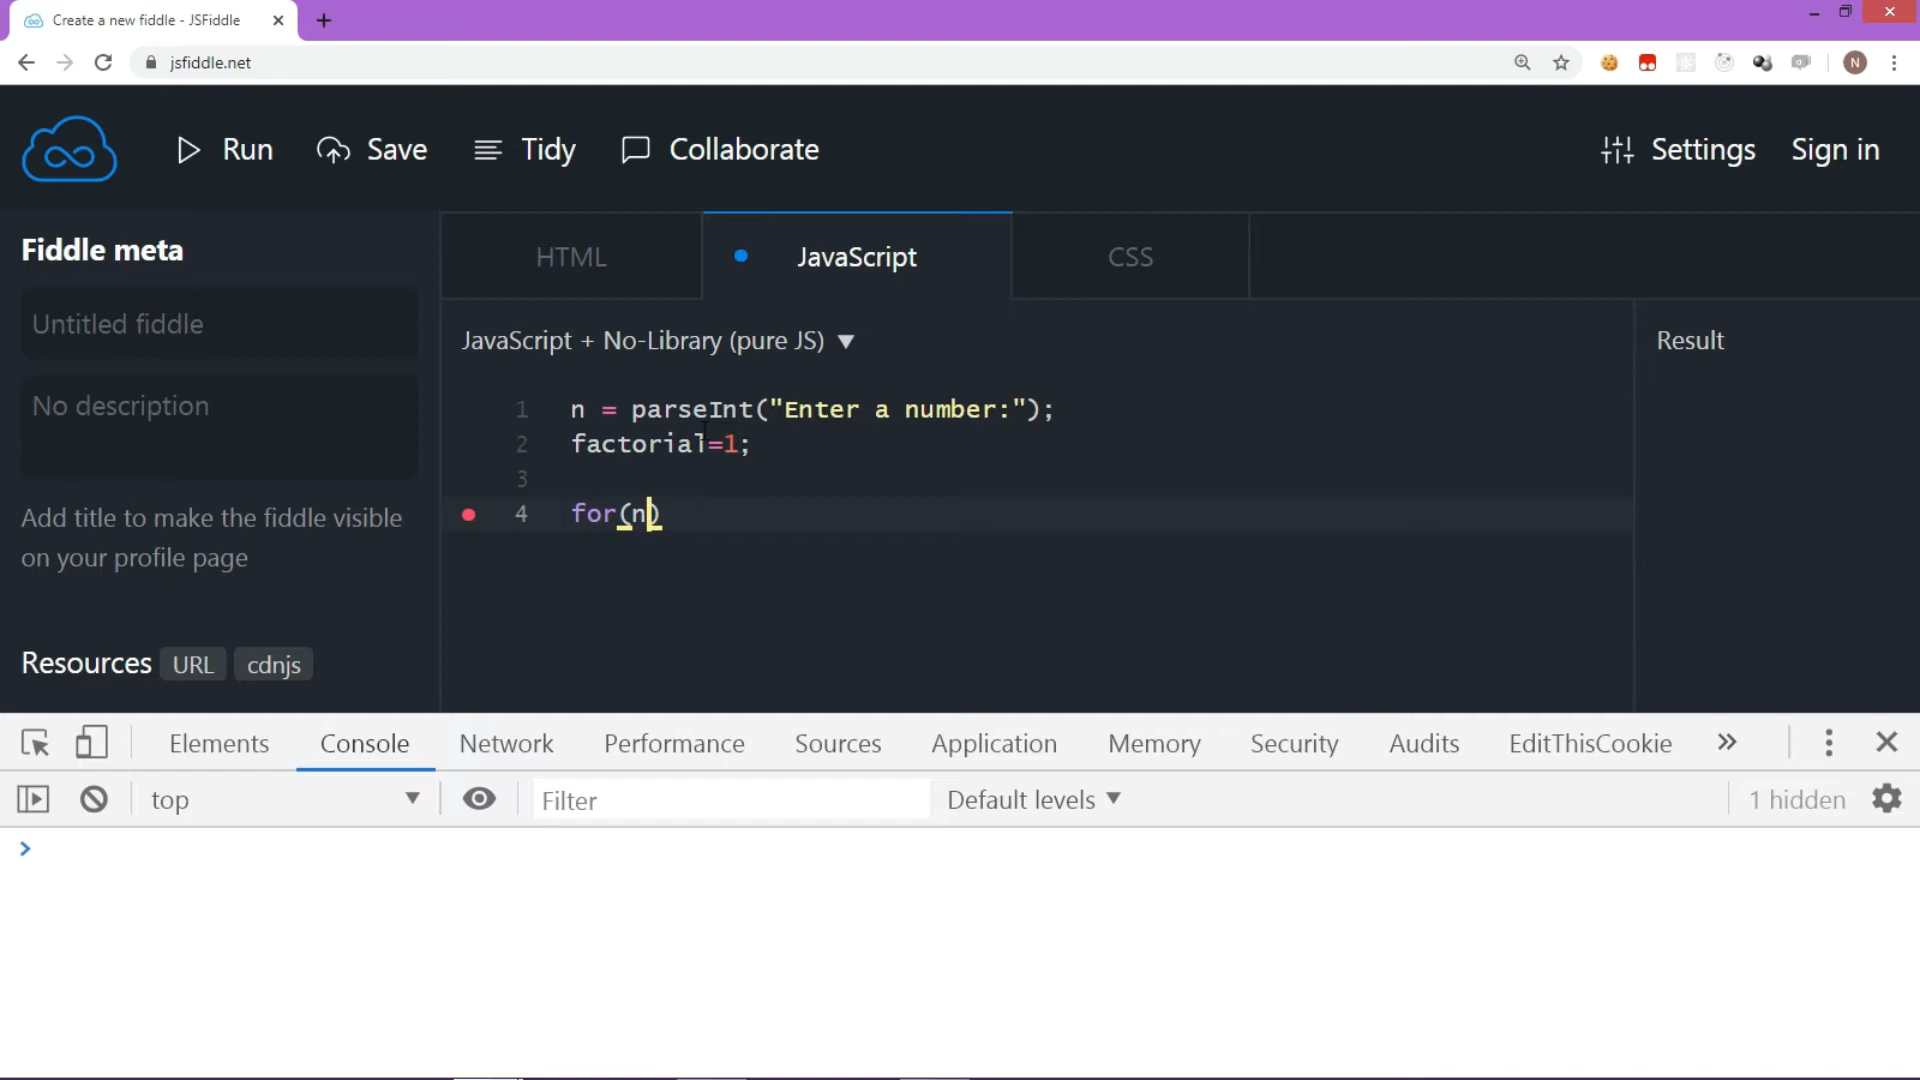 Create a new fiddle - JSFiddle
jsfiddle.net
N
Run
Save
Tidy
Collaborate
Settings
Sign in
Fiddle meta
Untitled fiddle
No description
Add title to make the fiddle visible
on your profile page
Resources URL cdnjs
HTML
JavaScript
CSS
JavaScript + No-Library (pure JS) ▼
Result
1 n = parseInt("Enter a number:");
2 factorial=1;
3
4 for(n)
Elements Console Network Performance Sources Application Memory Security Audits EditThisCookie »
top ▼ Filter Default levels ▼ 1 hidden
>